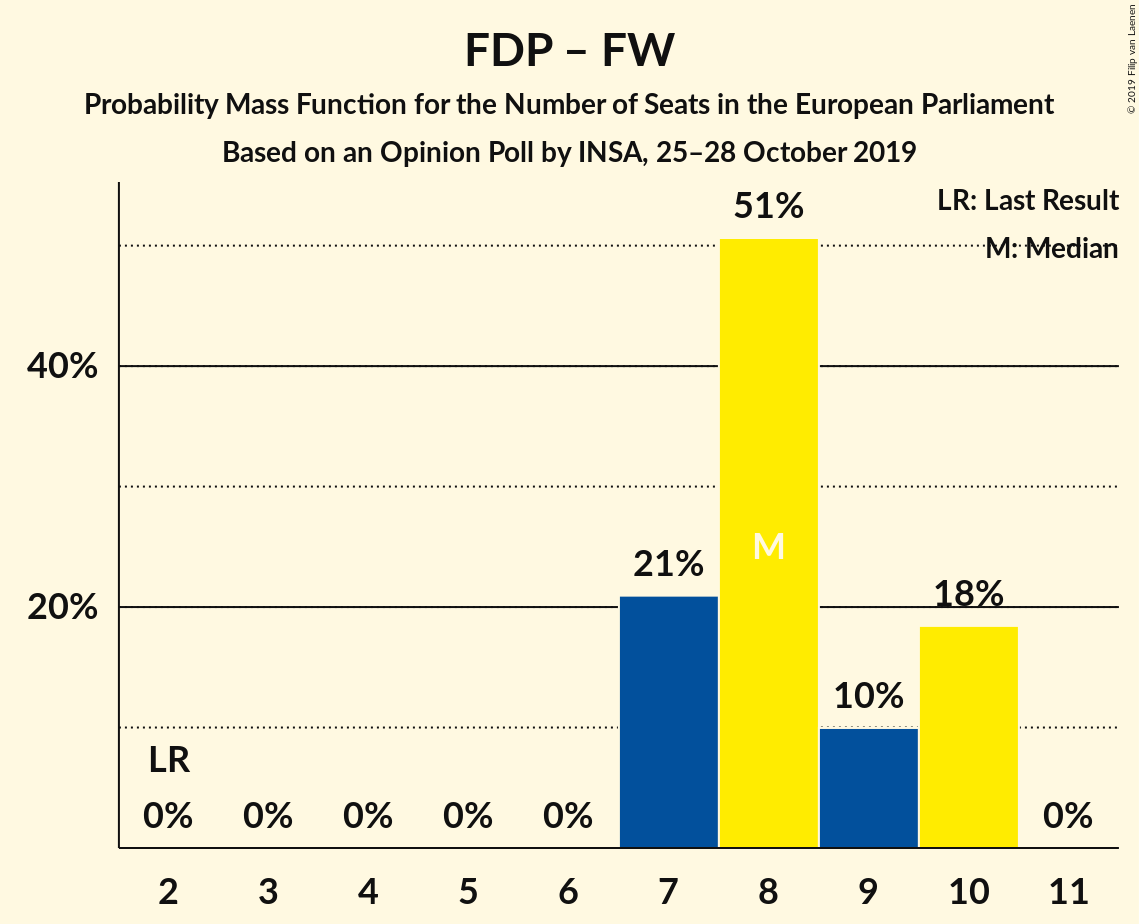 FDP – FW
Probability Mass Function for the Number of Seats in the European Parliament
Based on an Opinion Poll by INSA, 25–28 October 2019
© 2019 Filip van Laenen
LR: Last Result
M: Median
51%
40%
M
21%
20%
18%
10%
LR
0%
0%
0%
0%
0%
0%
2
3
4
5
6
7
8
9
10
11